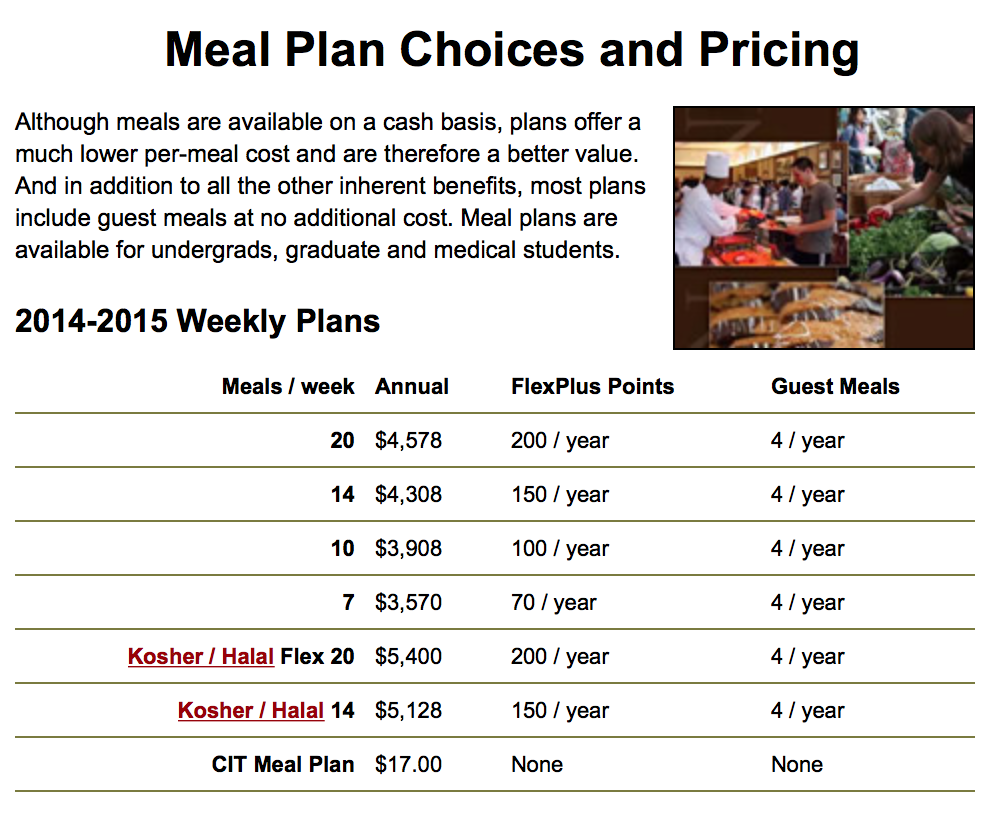 Meal Plan Choices and Pricing
Although meals are available on a cash basis, plans offer a
much lower per-meal cost and are therefore a better value.
And in addition to all the other inherent benefits, most plans
include guest meals at no additional cost. Meal plans are
available for undergrads, graduate and medical students.
2014-2015 Weekly Plans
Meals / week Annual FlexPlus Points Guest Meals
20 $4,578 200 / year 4 / year
14 $4,308 150 / year 4 / year
10 $3,908 100 / year 4 / year
7 $3,570 70 / year 4 / year
Kosher / Halal Flex 20 $5,400 200 / year 4 / year
Kosher / Halal 14 $5,128 150 / year 4 / year
CIT Meal Plan $17.00 None None